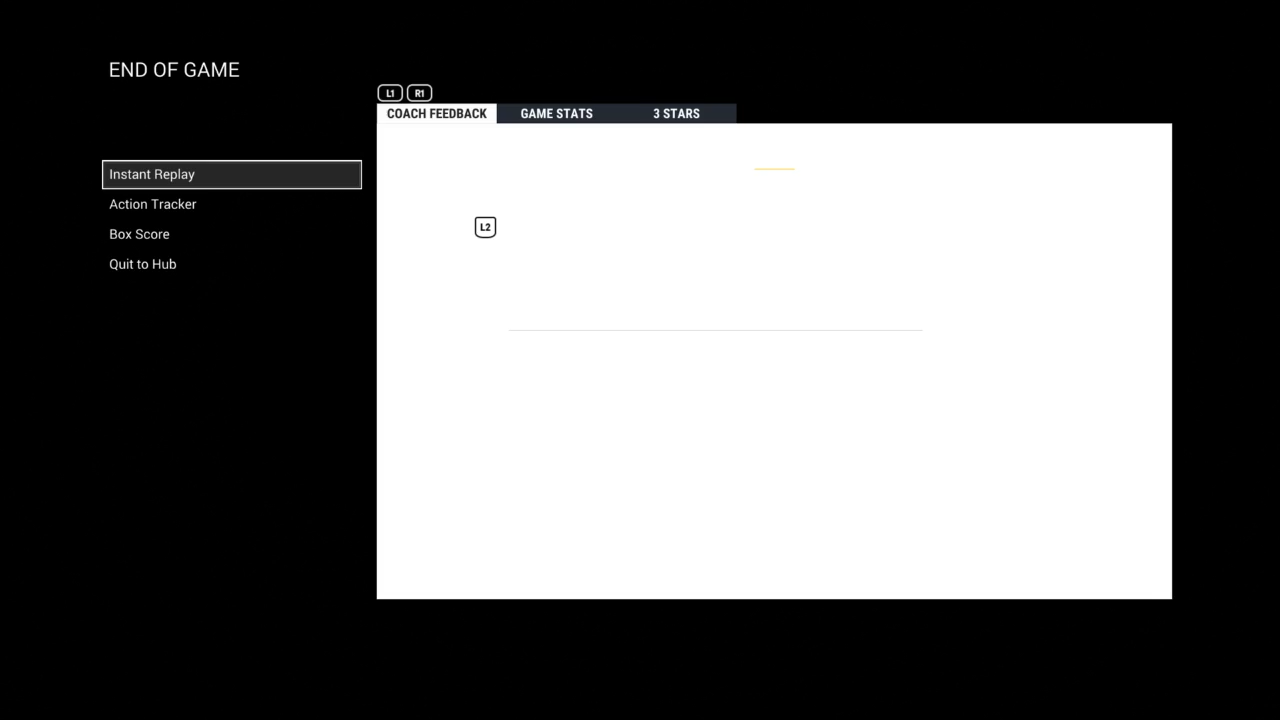 END OF GAME
L1 R1
COACH FEEDBACK GAME STATS 3 STARS
Instant Replay
Action Tracker
L2
Box Score
Quit to Hub